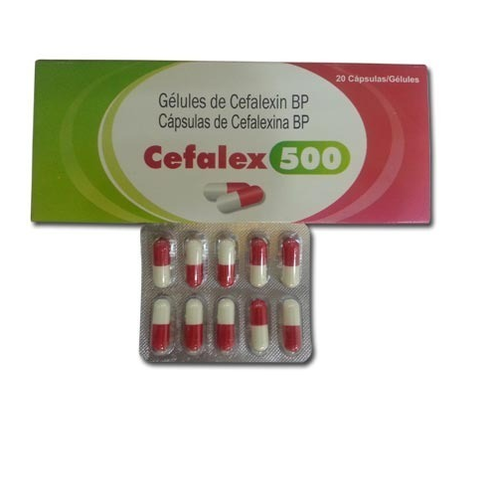 20 Cápsulas/Gélules
Gélules de Cefalexin BP
Cápsulas de Cefalexina BP
Cefalex 500